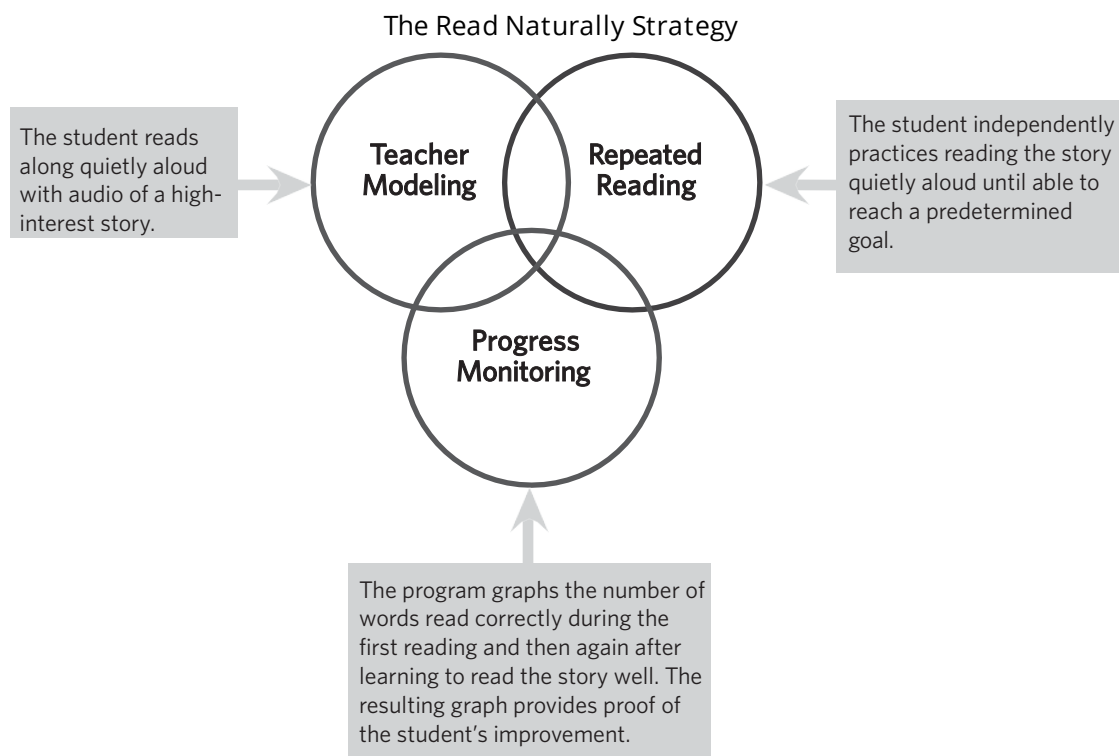 The Read Naturally Strategy
Teacher
Modeling
Repeated
Reading
Progress
Monitoring
The student reads
along quietly aloud
with audio of a high-
interest story.
The student independently
practices reading the story
quietly aloud until able to
reach a predetermined
goal.
The program graphs the number of
words read correctly during the
first reading and then again after
learning to read the story well. The
resulting graph provides proof of
the student’s improvement.